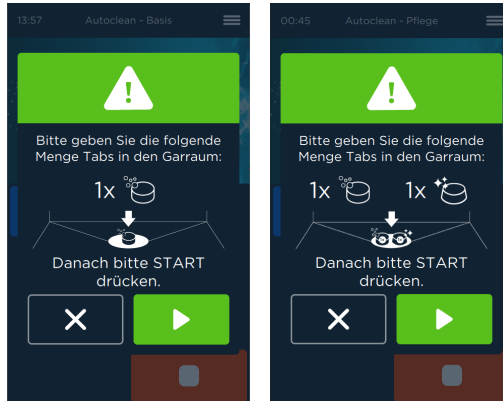 13:57 Autoclean - Basis
!
Bitte geben Sie die folgende
Menge Tabs in den Garraum:
1x
Danach bitte START
drücken.
00:45 Autoclean - Pflege
!
Bitte geben Sie die folgende
Menge Tabs in den Garraum:
1x 1x
Danach bitte START
drücken.